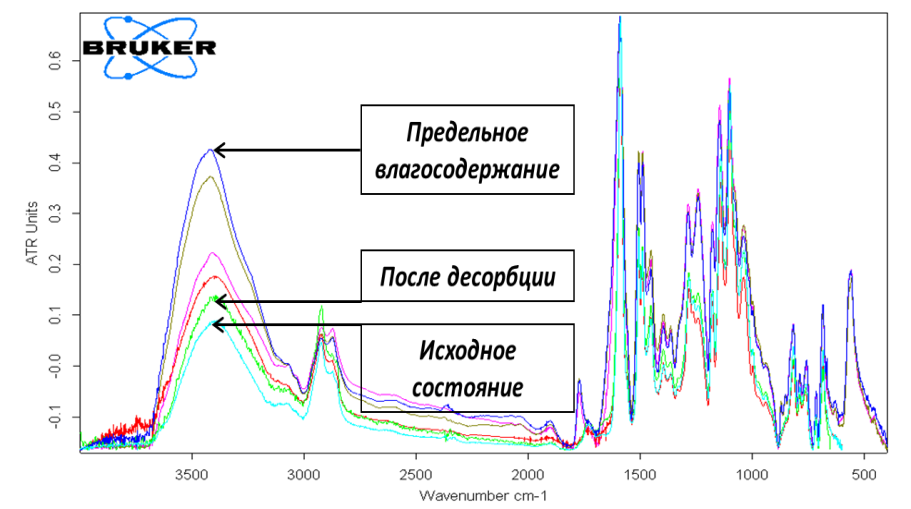 BRUKER
Предельное
влагосодержание
После десорбции
Исходное
состояние
ATR Units
0.6
0.5
0.4
0.3
0.2
0.1
-0.0
-0.1
3500 3000 2500 2000 1500 1000 500
Wavenumber cm-1